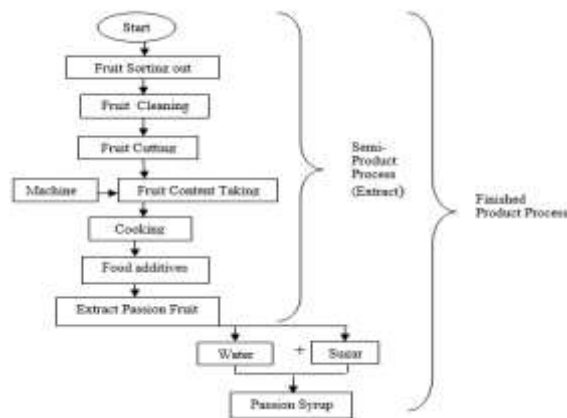 Start
Fruit Sorting out
Fruit Cleaning
Fruit Cutting
Machine
Fruit Content Taking
Cooking
Food additives
Extract Passion Fruit
Water
+
Sugar
Passion Syrup
Semi-
Product
Process
(Extract)
Finished
Product Process